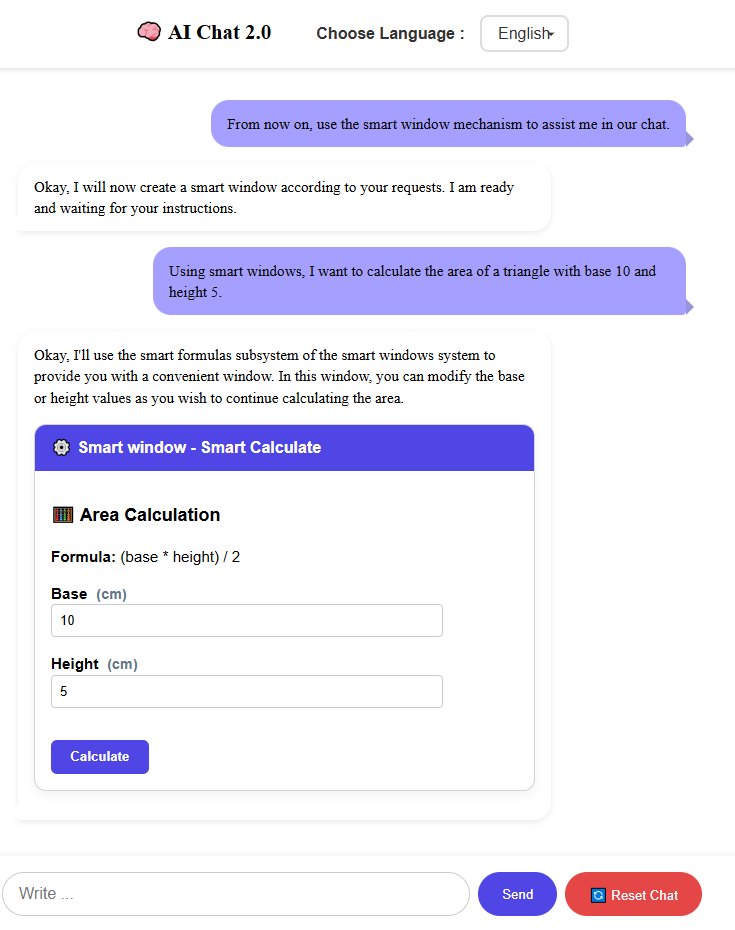 AI Chat 2.0
Choose Language :
English
From now on, use the smart window mechanism to assist me in our chat.
Okay, I will now create a smart window according to your requests. I am ready
and waiting for your instructions.
Using smart windows, I want to calculate the area of a triangle with base 10 and
height 5.
Okay, I'll use the smart formulas subsystem of the smart windows system to
provide you with a convenient window. In this window, you can modify the base
or height values as you wish to continue calculating the area.
Smart window - Smart Calculate
Area Calculation
Formula: (base * height) / 2
Base (cm)
10
Height (cm)
5
Calculate
Write ...
Send
Reset Chat